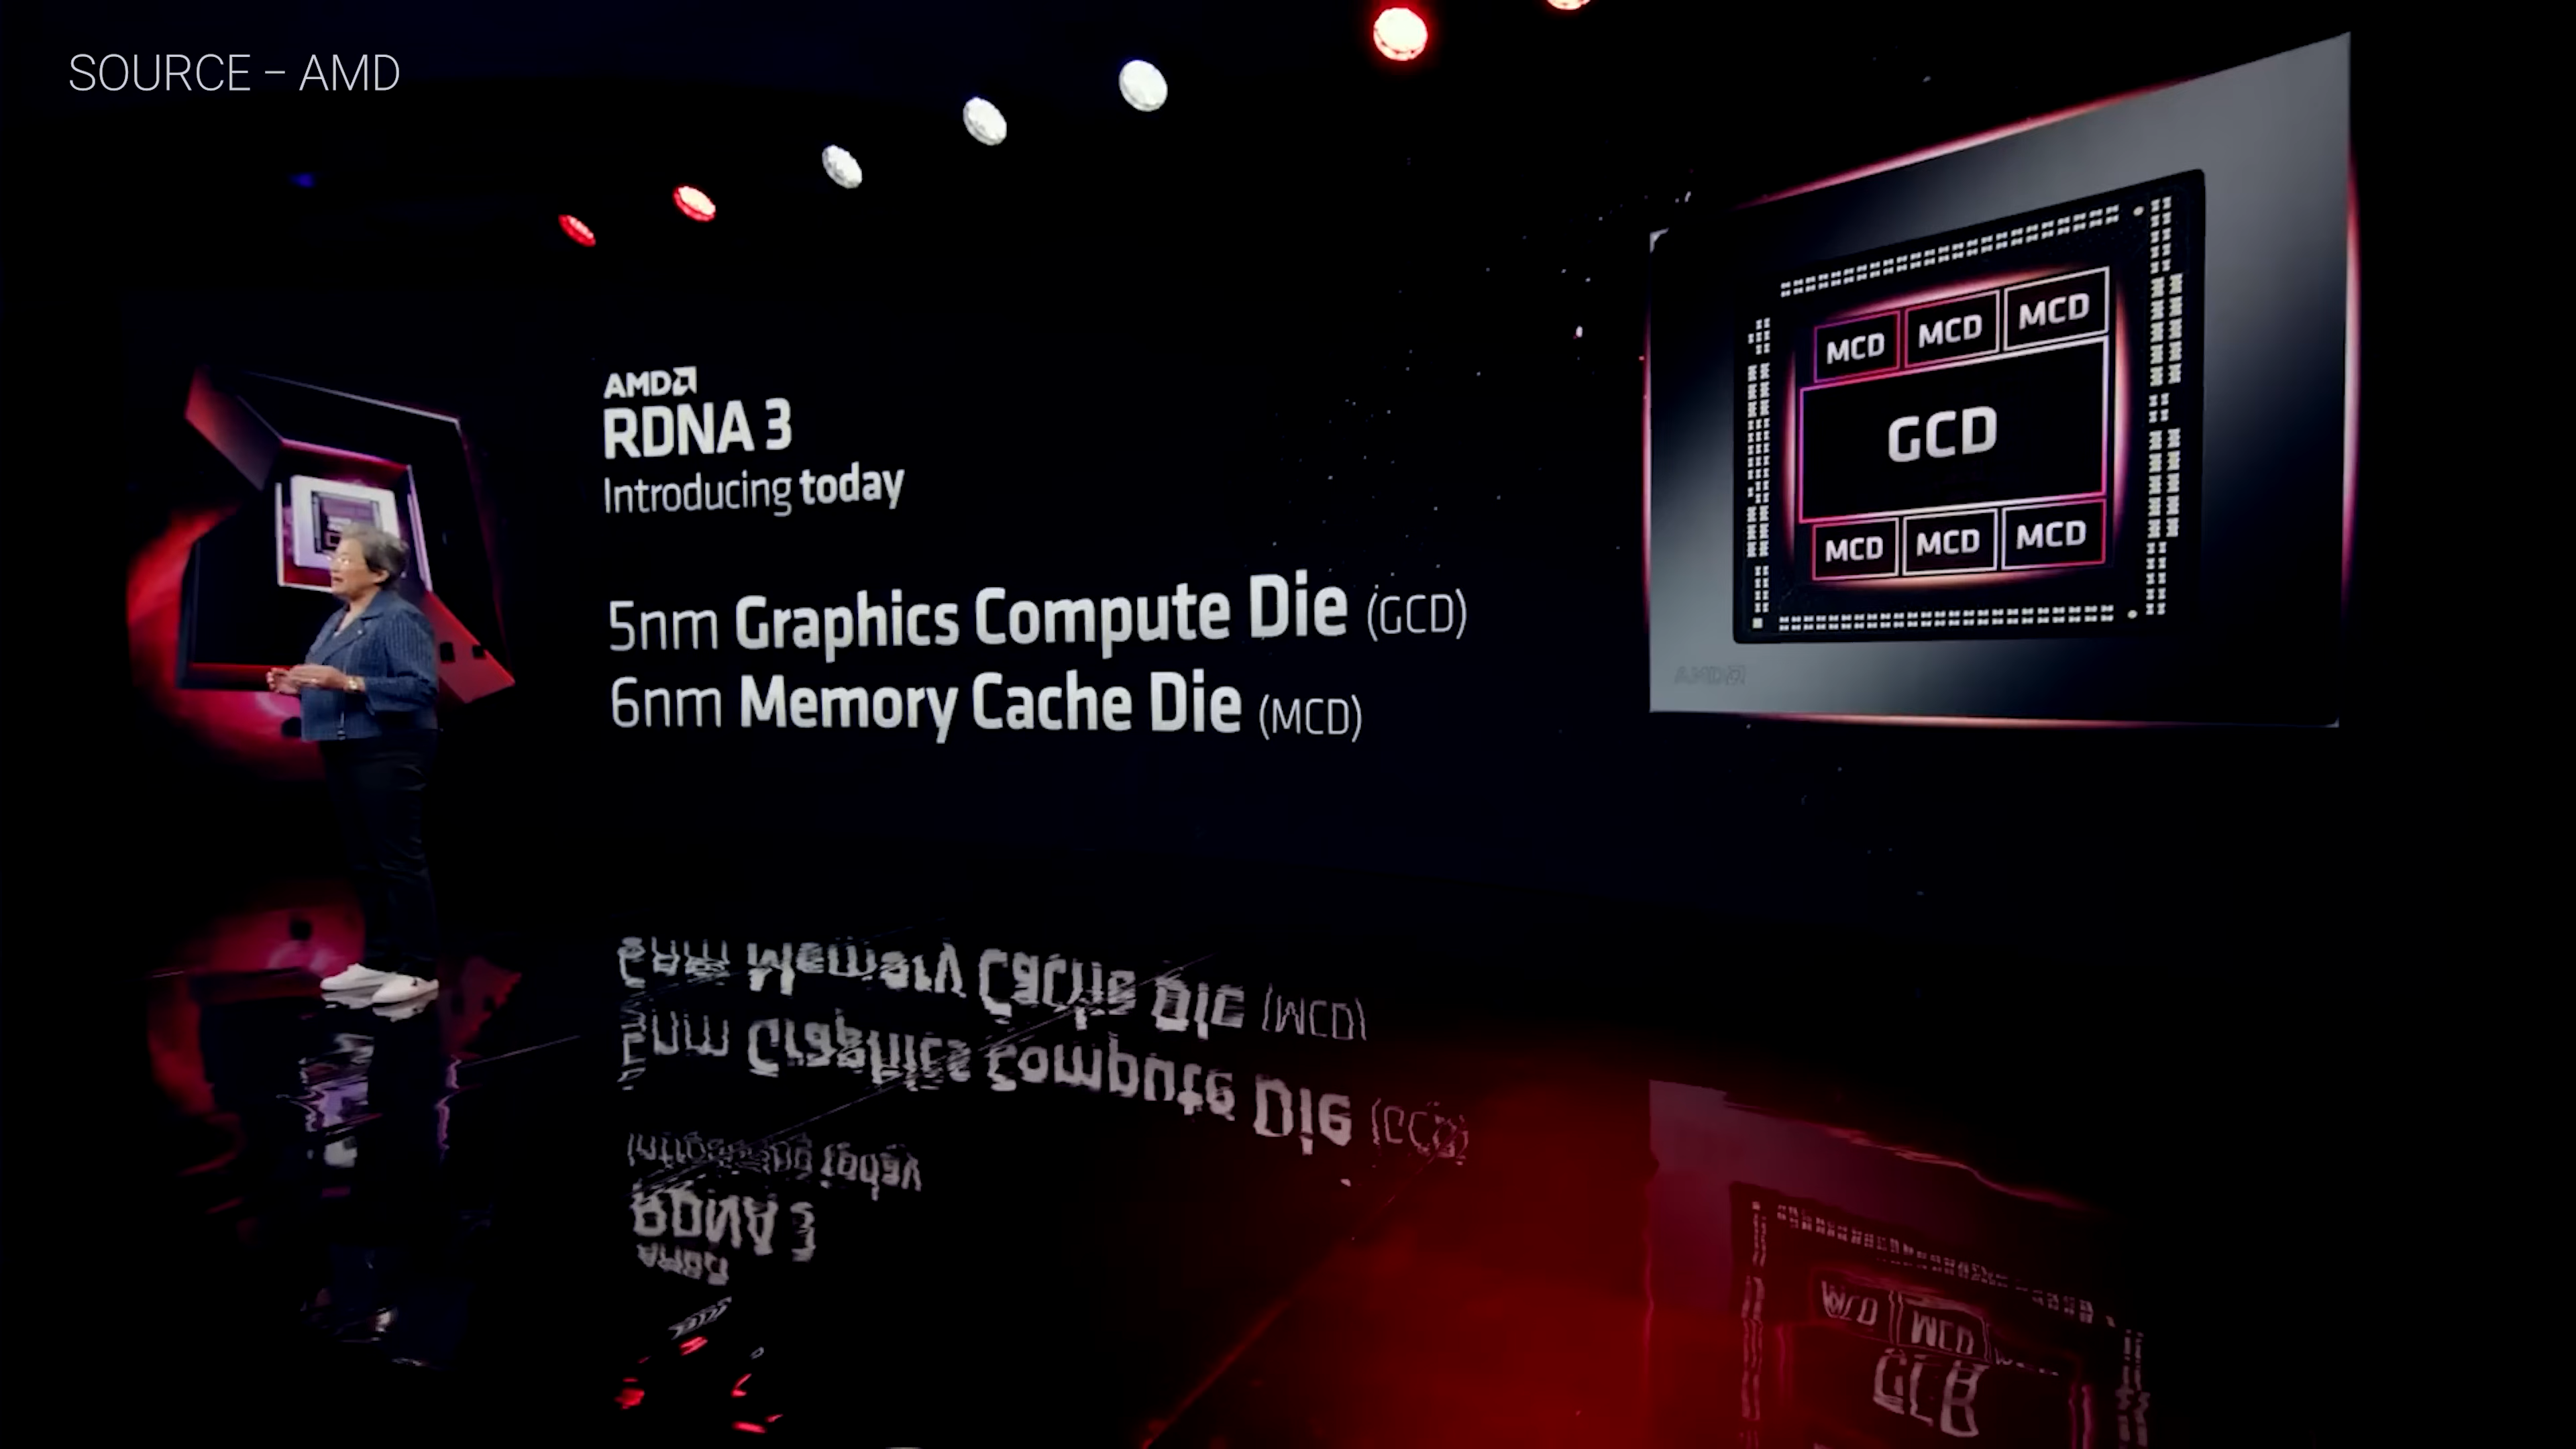 SOURCE – AMD
AMD
RDNA 3
Introducing today
5nm Graphics Compute Die (GCD)
6nm Memory Cache Die (MCD)
MCD MCD MCD
GCD
MCD MCD MCD
AMD